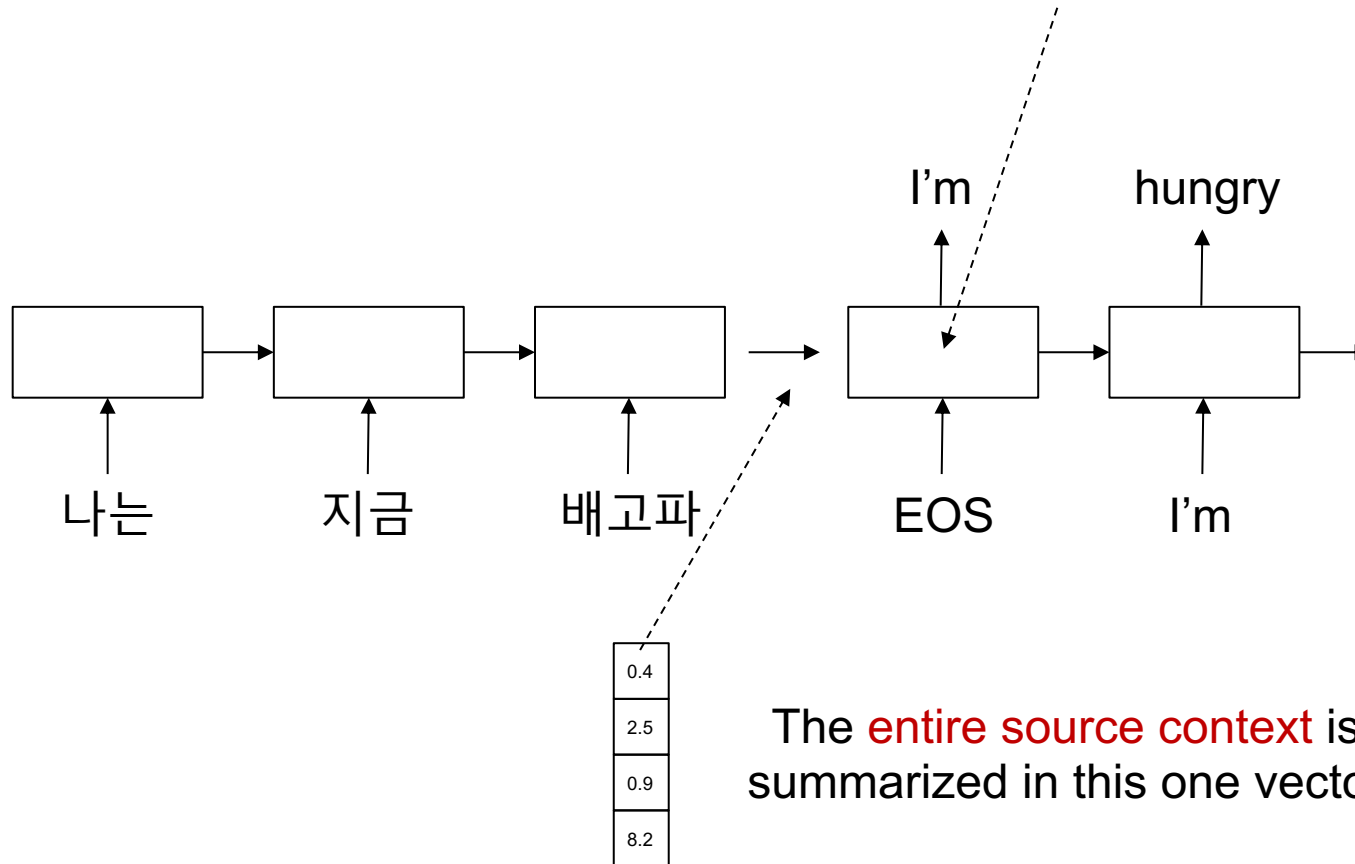 I’m hungry
나는 지금 배고파 EOS I’m
0.4
2.5
0.9
8.2
The entire source context is
summarized in this one vecto